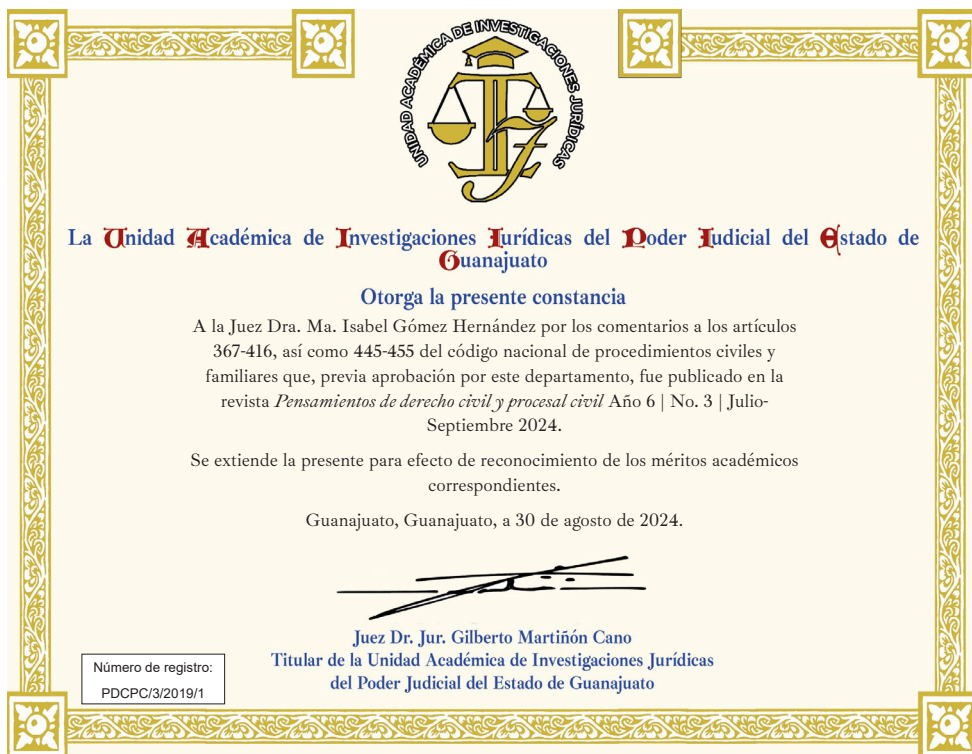 UNIDAD ACADÉMICA DE INVESTIGACIONES JURÍDICAS
La Unidad Académica de Investigaciones Jurídicas del Poder Judicial del Estado de
Guanajuato
Otorga la presente constancia
A la Juez Dra. Ma. Isabel Gómez Hernández por los comentarios a los artículos
367-416, así como 445-455 del código nacional de procedimientos civiles y
familiares que, previa aprobación por este departamento, fue publicado en la
revista Pensamientos de derecho civil y procesal civil Año 6 | No. 3 | Julio-
Septiembre 2024.
Se extiende la presente para efecto de reconocimiento de los méritos académicos
correspondientes.
Guanajuato, Guanajuato, a 30 de agosto de 2024.
Juez Dr. Jur. Gilberto Martiñón Cano
Titular de la Unidad Académica de Investigaciones Jurídicas
del Poder Judicial del Estado de Guanajuato
Número de registro:
PDCPC/3/2019/1